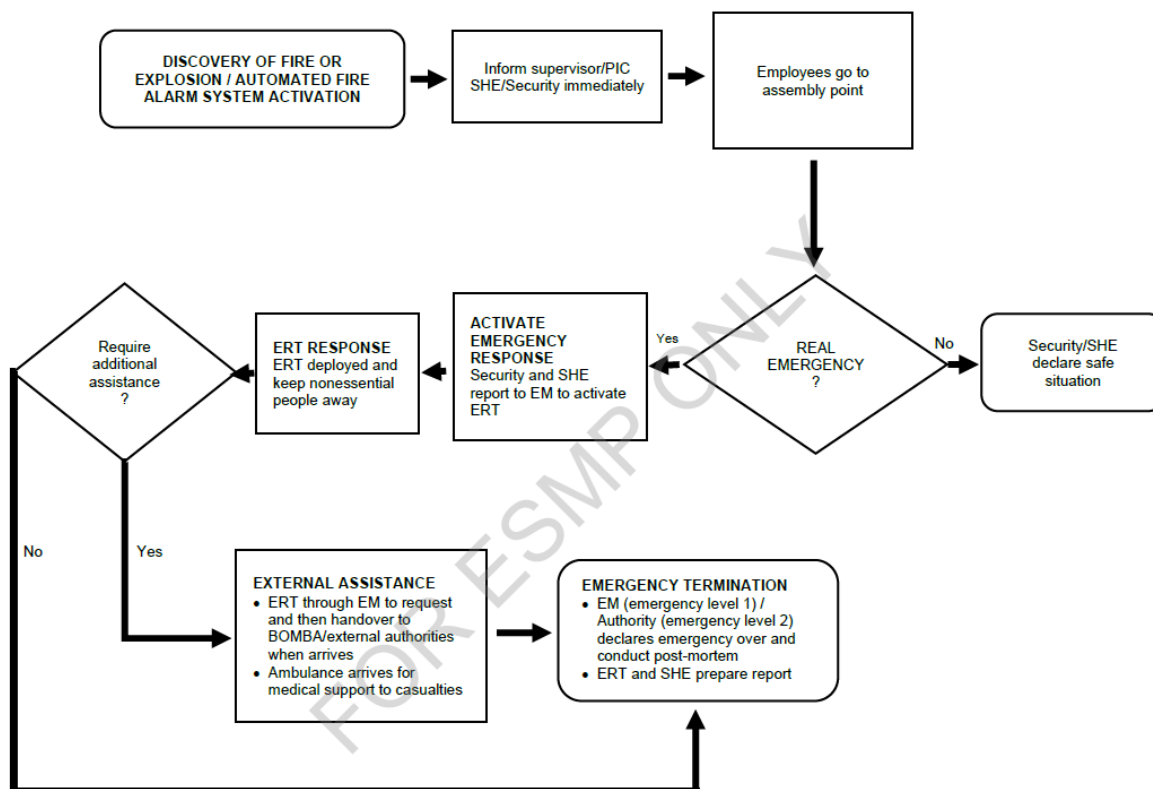 DISCOVERY OF FIRE OR
EXPLOSION / AUTOMATED FIRE
ALARM SYSTEM ACTIVATION
Inform supervisor/PIC
SHE/Security immediately
Employees go to
assembly point
REAL
EMERGENCY
?
No
Security/SHE
declare safe
situation
Yes
ACTIVATE
EMERGENCY
RESPONSE
Security and SHE
report to EM to activate
ERT
ERT RESPONSE
ERT deployed and
keep nonessential
people away
Require
additional
assistance
?
No
Yes
EXTERNAL ASSISTANCE
• ERT through EM to request
and then handover to
BOMBA/external authorities
when arrives
• Ambulance arrives for
medical support to casualties
EMERGENCY TERMINATION
• EM (emergency level 1) /
Authority (emergency level 2)
declares emergency over and
conduct post-mortem
• ERT and SHE prepare report
FOR ESMP ONLY